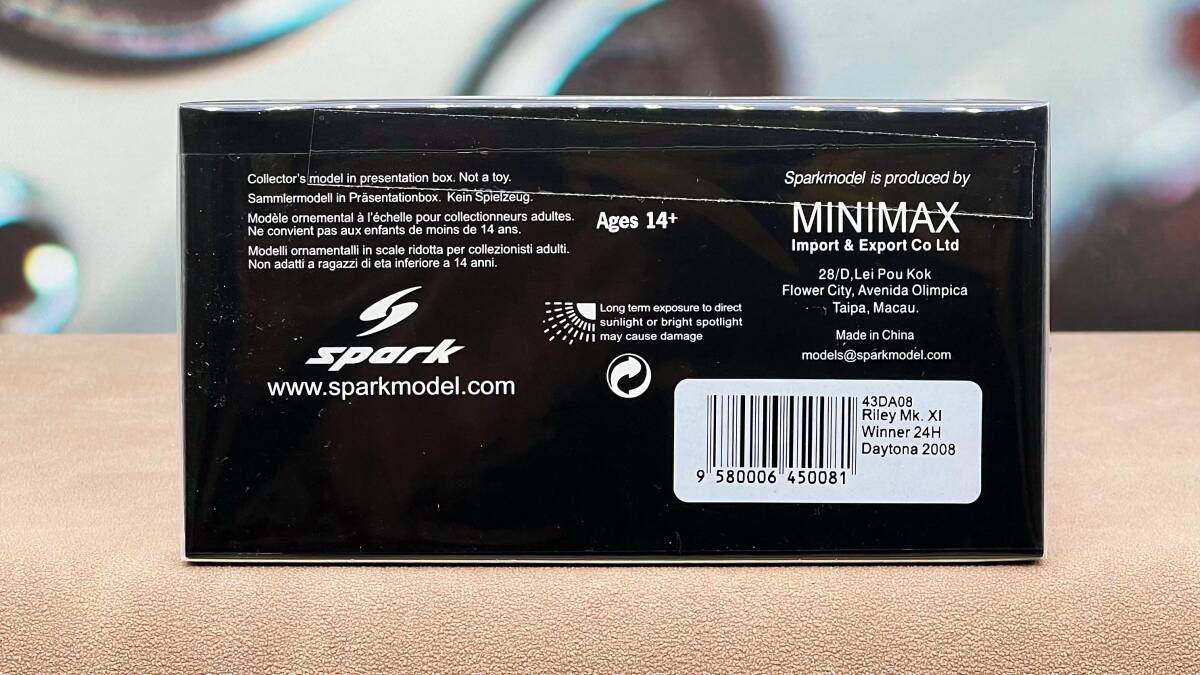 Collector's model in presentation box. Not a toy.
Sammlermodell in Präsentationbox. Kein Spielzeug.
Modèle ornemental à l'échelle pour collectionneurs adultes.
Ne convient pas aux enfants de moins de 14 ans.
Modelli ornamentalli in scale ridotta per collezionisti adulti.
Non adatti a ragazzi di eta inferiore a 14 anni.
Ages 14+
spark
www.sparkmodel.com
Long term exposure to direct
sunlight or bright spotlight
may cause damage
Sparkmodel is produced by
MINIMAX
Import & Export Co Ltd
28/D,Lei Pou Kok
Flower City, Avenida Olimpica
Taipa, Macau.
Made in China
models@sparkmodel.com
43DA08
Riley Mk. XI
Winner 24H
Daytona 2008
9 580006 450081